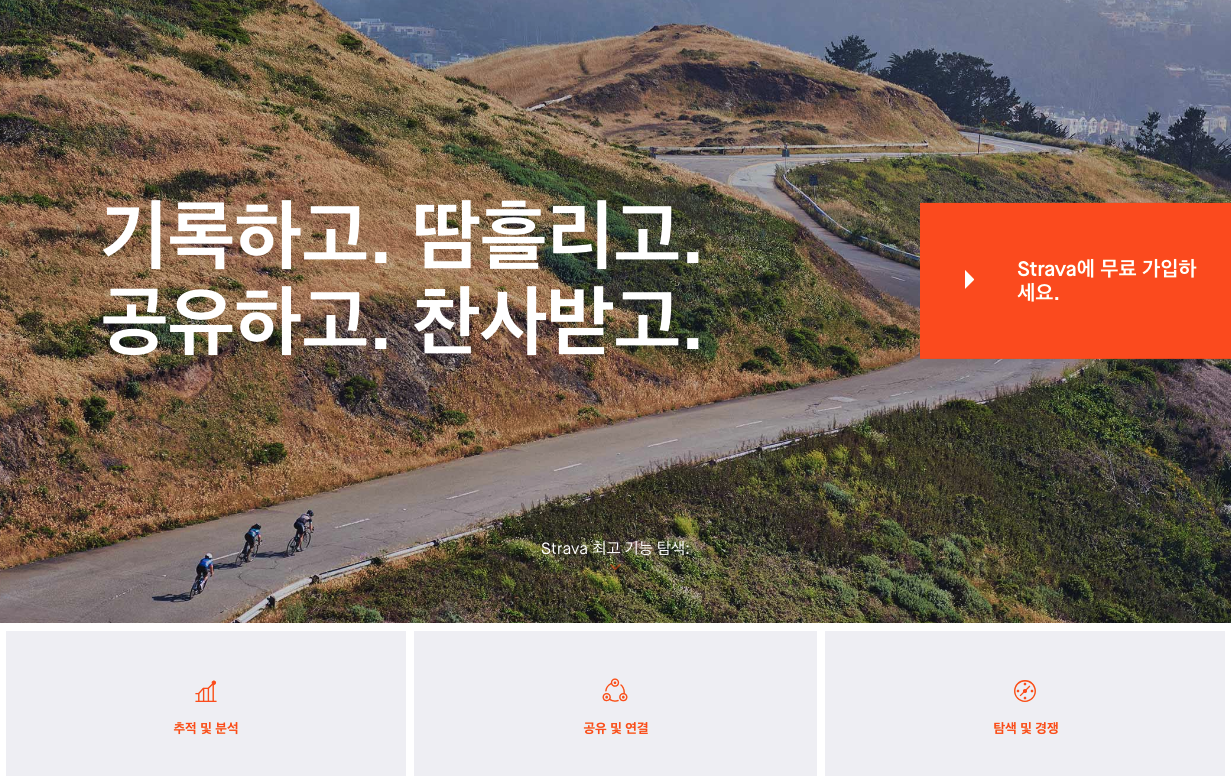 기록하고. 땀흘리고.
공유하고. 찬사받고.
Strava에 무료 가입하
세요.
Strava 최고 기능 탐색:
추적 및 분석
공유 및 연결
탐색 및 경쟁